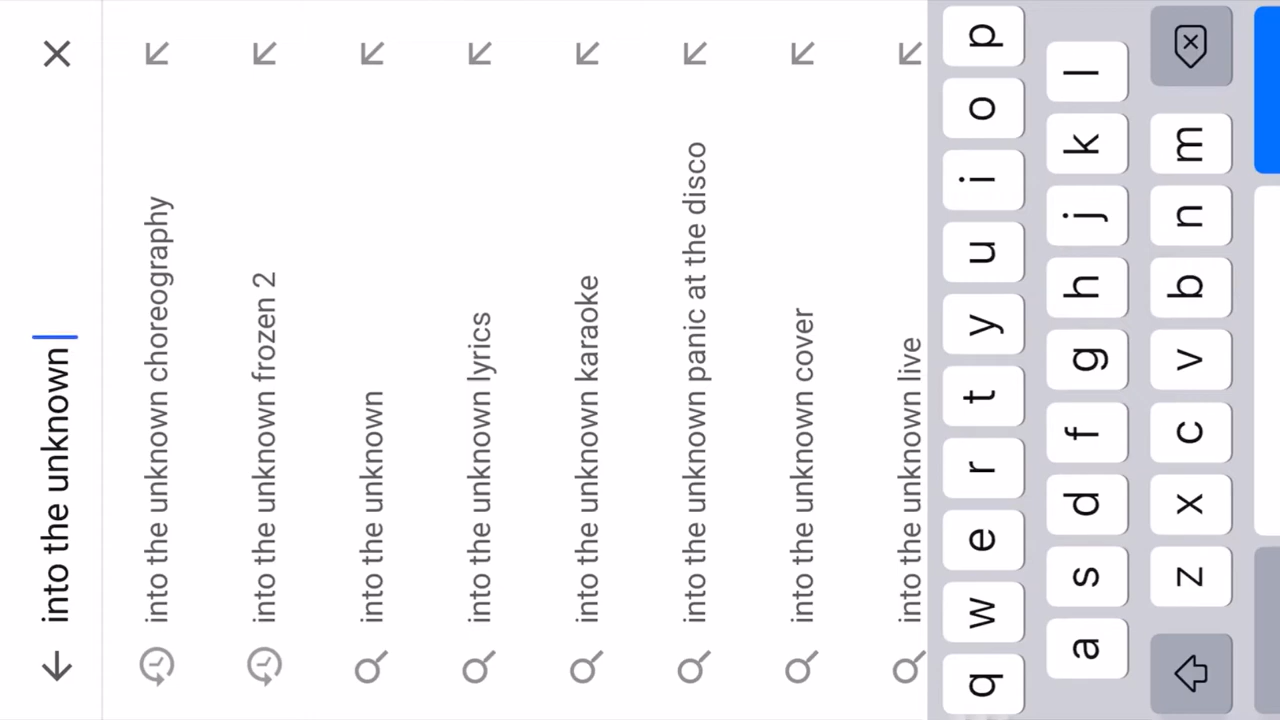 into the unknown
into the unknown choreography
into the unknown frozen 2
into the unknown
into the unknown lyrics
into the unknown karaoke
into the unknown panic at the disco
into the unknown cover
into the unknown live
q w e r t y u i o p
a s d f g h j k l
z x c v b n m